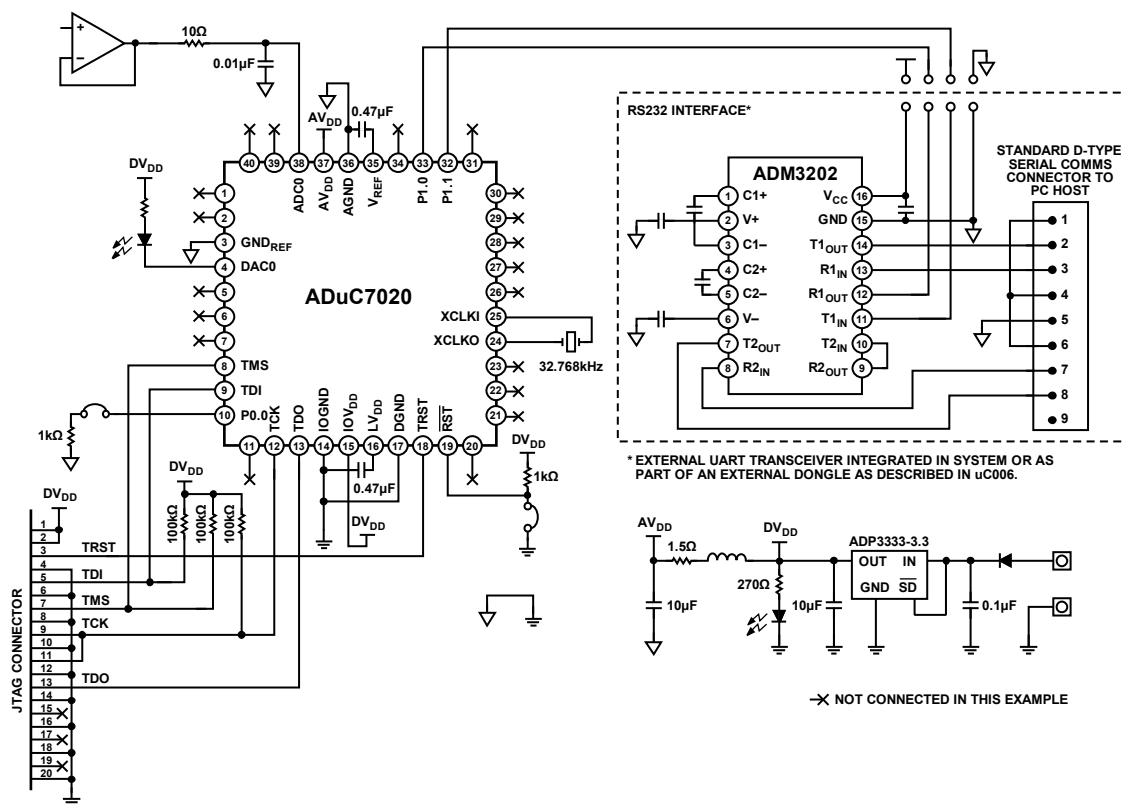 10Ω
0.01µF
AVDD
0.47µF
40
39
38
37
36
35
34
33
32
31
ADC0
AVDD
AGND
VREF
P1.0
P1.1
DVDD
1
2
3
4
5
6
7
8
9
10
GNDREF
DAC0
TMS
TDI
P0.0
ADuC7020
30
29
28
27
26
25
24
23
22
21
XCLKI
XCLKO
32.768kHz
TCK
TDO
IOGND
IOVDD
LVDD
DGND
TRST
RST
11
12
13
14
15
16
17
18
19
20
1kΩ
0.47µF
DVDD
DVDD
1kΩ
DVDD
100kΩ
100kΩ
100kΩ
DVDD
JTAG CONNECTOR
1
2
3
4
5
6
7
8
9
10
11
12
13
14
15
16
17
18
19
20
TRST
TDI
TMS
TCK
TDO
RS232 INTERFACE*
ADM3202
1 C1+
2 V+
3 C1–
4 C2+
5 C2–
6 V–
7 T2OUT
8 R2IN
VCC 16
GND 15
T1OUT 14
R1IN 13
R1OUT 12
T1IN 11
T2IN 10
R2OUT 9
STANDARD D-TYPE
SERIAL COMMS
CONNECTOR TO
PC HOST
1
2
3
4
5
6
7
8
9
* EXTERNAL UART TRANSCEIVER INTEGRATED IN SYSTEM OR AS
PART OF AN EXTERNAL DONGLE AS DESCRIBED IN uC006.
AVDD
1.5Ω
DVDD
ADP3333-3.3
OUT IN
GND SD
270Ω
10µF
10µF
0.1µF
NOT CONNECTED IN THIS EXAMPLE